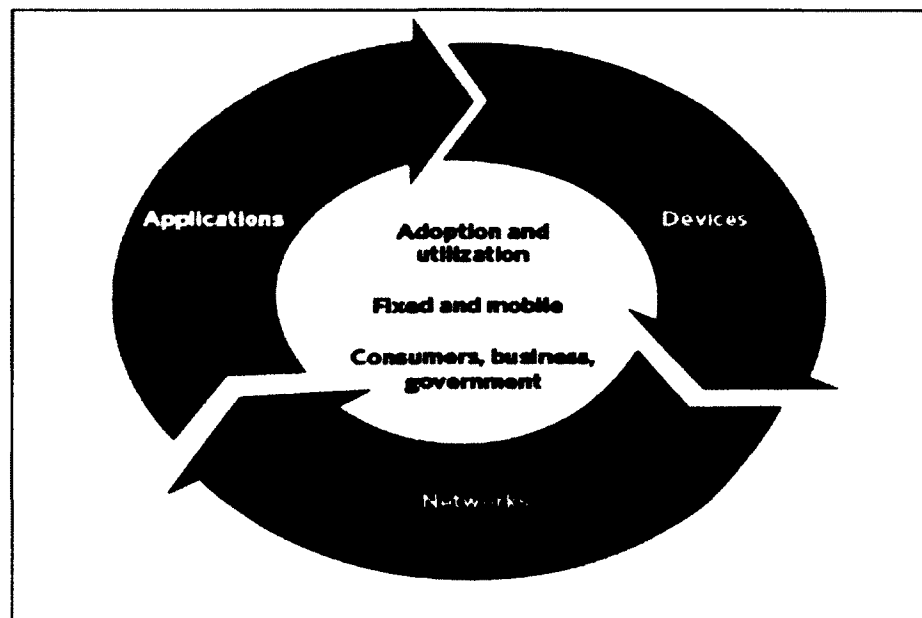 Applications
Devices
Adoption and
utilization
Fixed and mobile
Consumers, business,
government
Networks